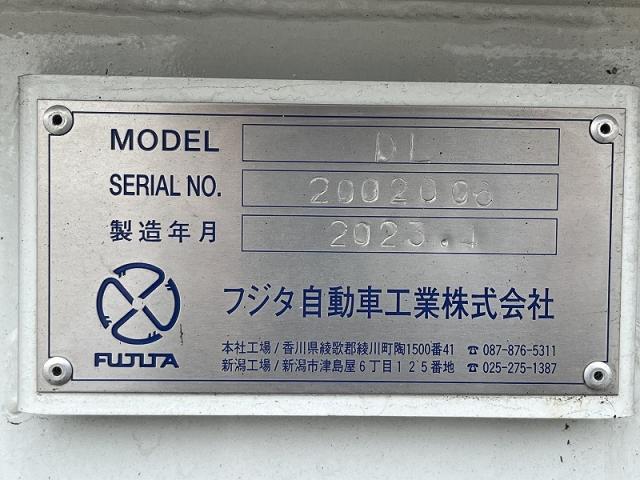 MODEL DL
SERIAL NO. 2002006
製造年月 2023.4
フジタ自動車工業株式会社
FUJITA
本社工場/香川県綾歌郡綾川町陶1500番41 ☎087-876-5311
新潟工場/新潟市津島屋6丁目125番地 ☎025-275-1387